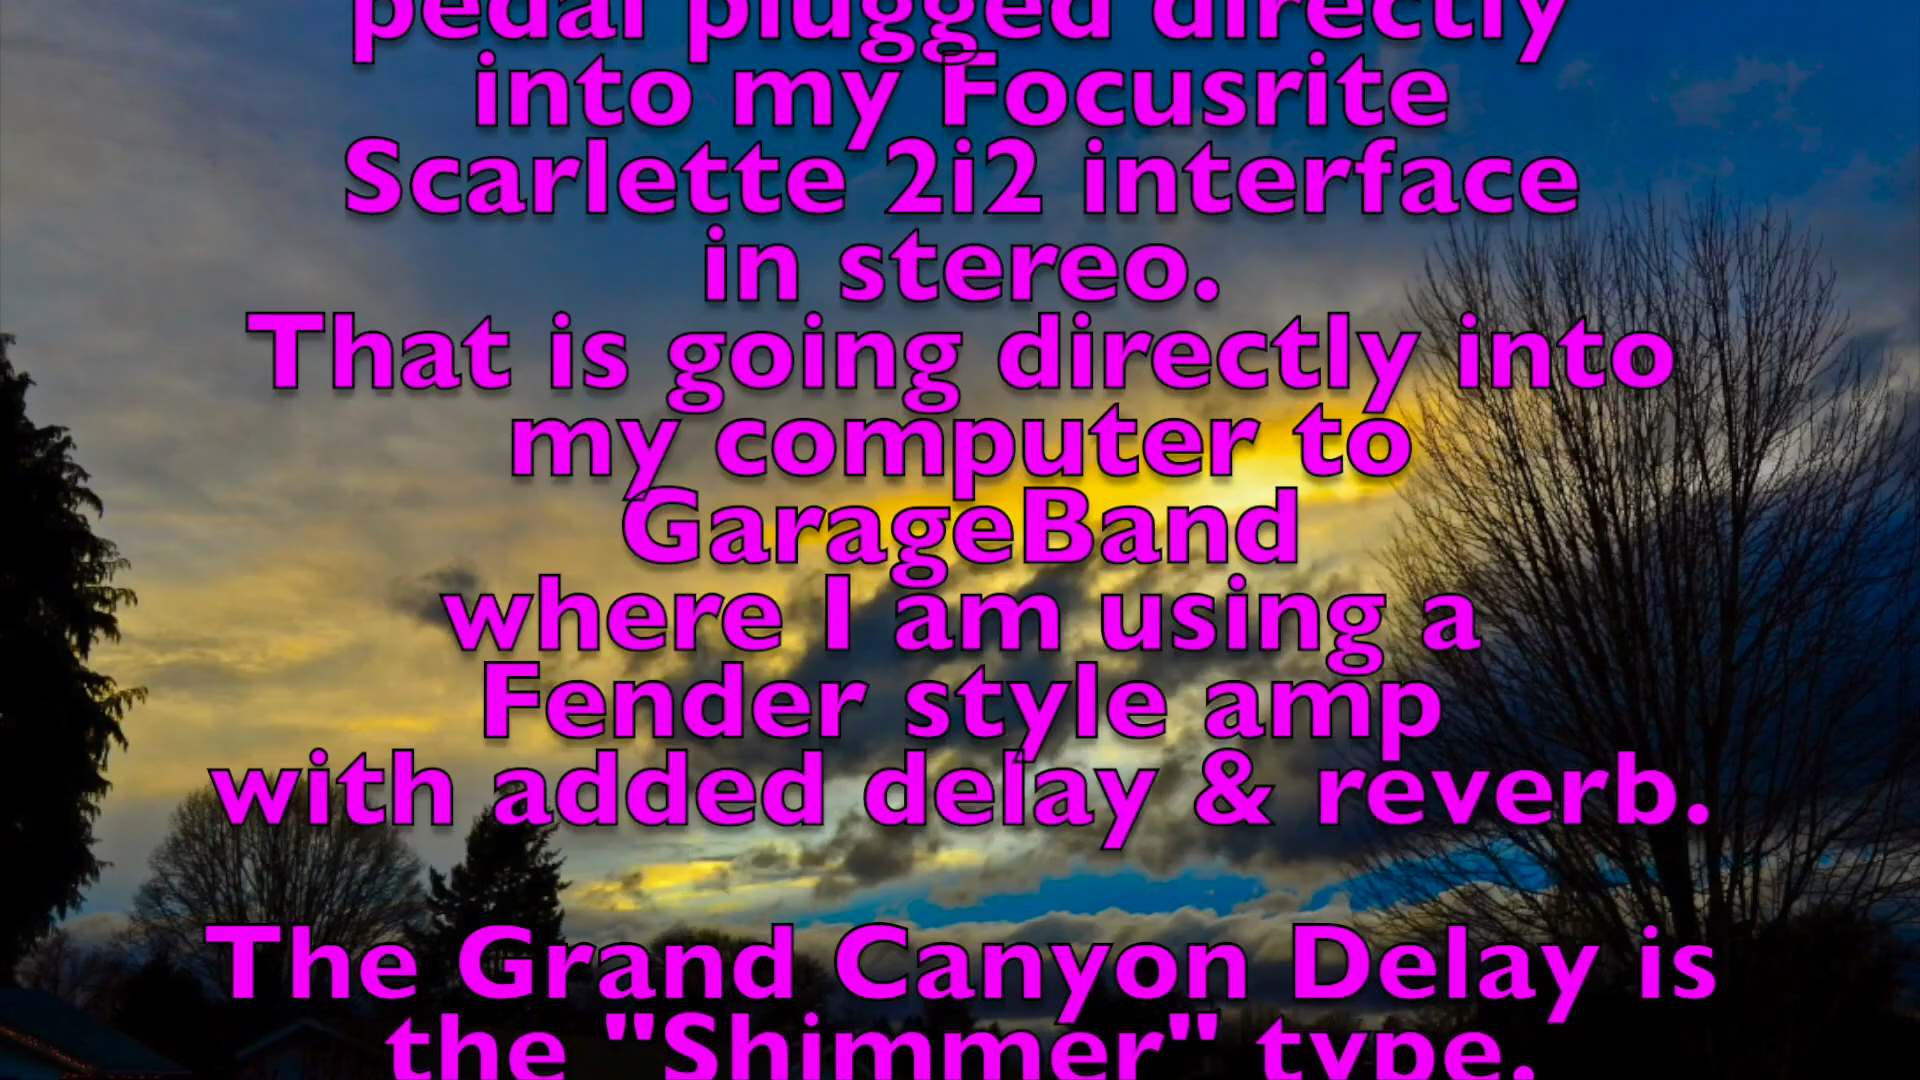 pedal plugged directly
into my Focusrite
Scarlette 2i2 interface
in stereo.
That is going directly into
my computer to
GarageBand
where I am using a
Fender style amp
with added delay & reverb.
The Grand Canyon Delay is
the "Shimmer" type.